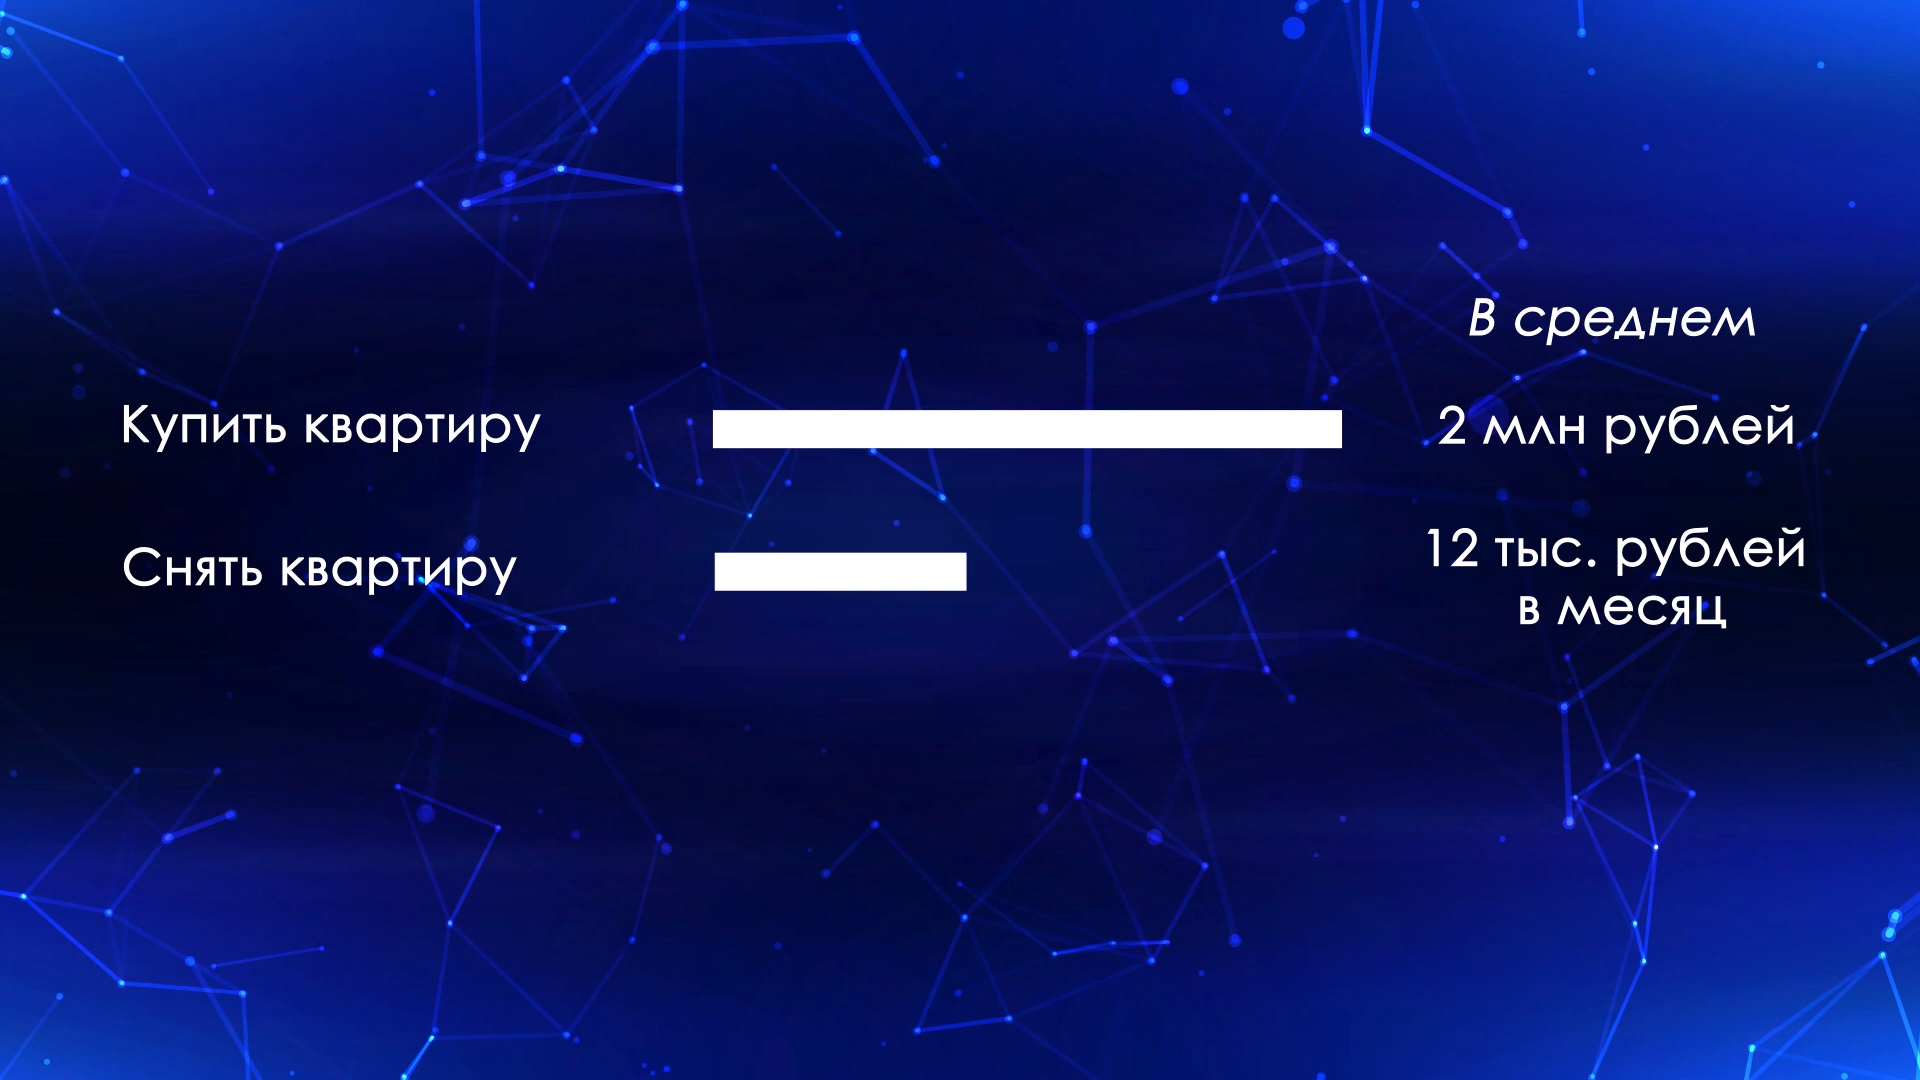 В среднем
Купить квартиру
2 млн рублей
Снять квартиру
12 тыс. рублей
в месяц